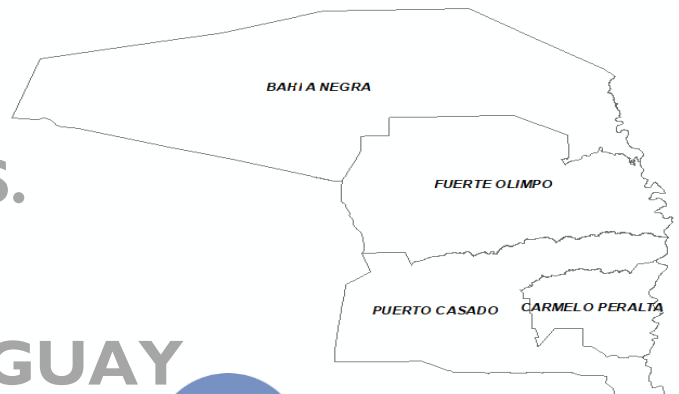 BAHIA NEGRA
FUERTE OLIMPO
S.
PUERTO CASADO
CARMELO PERALTA
GUAY